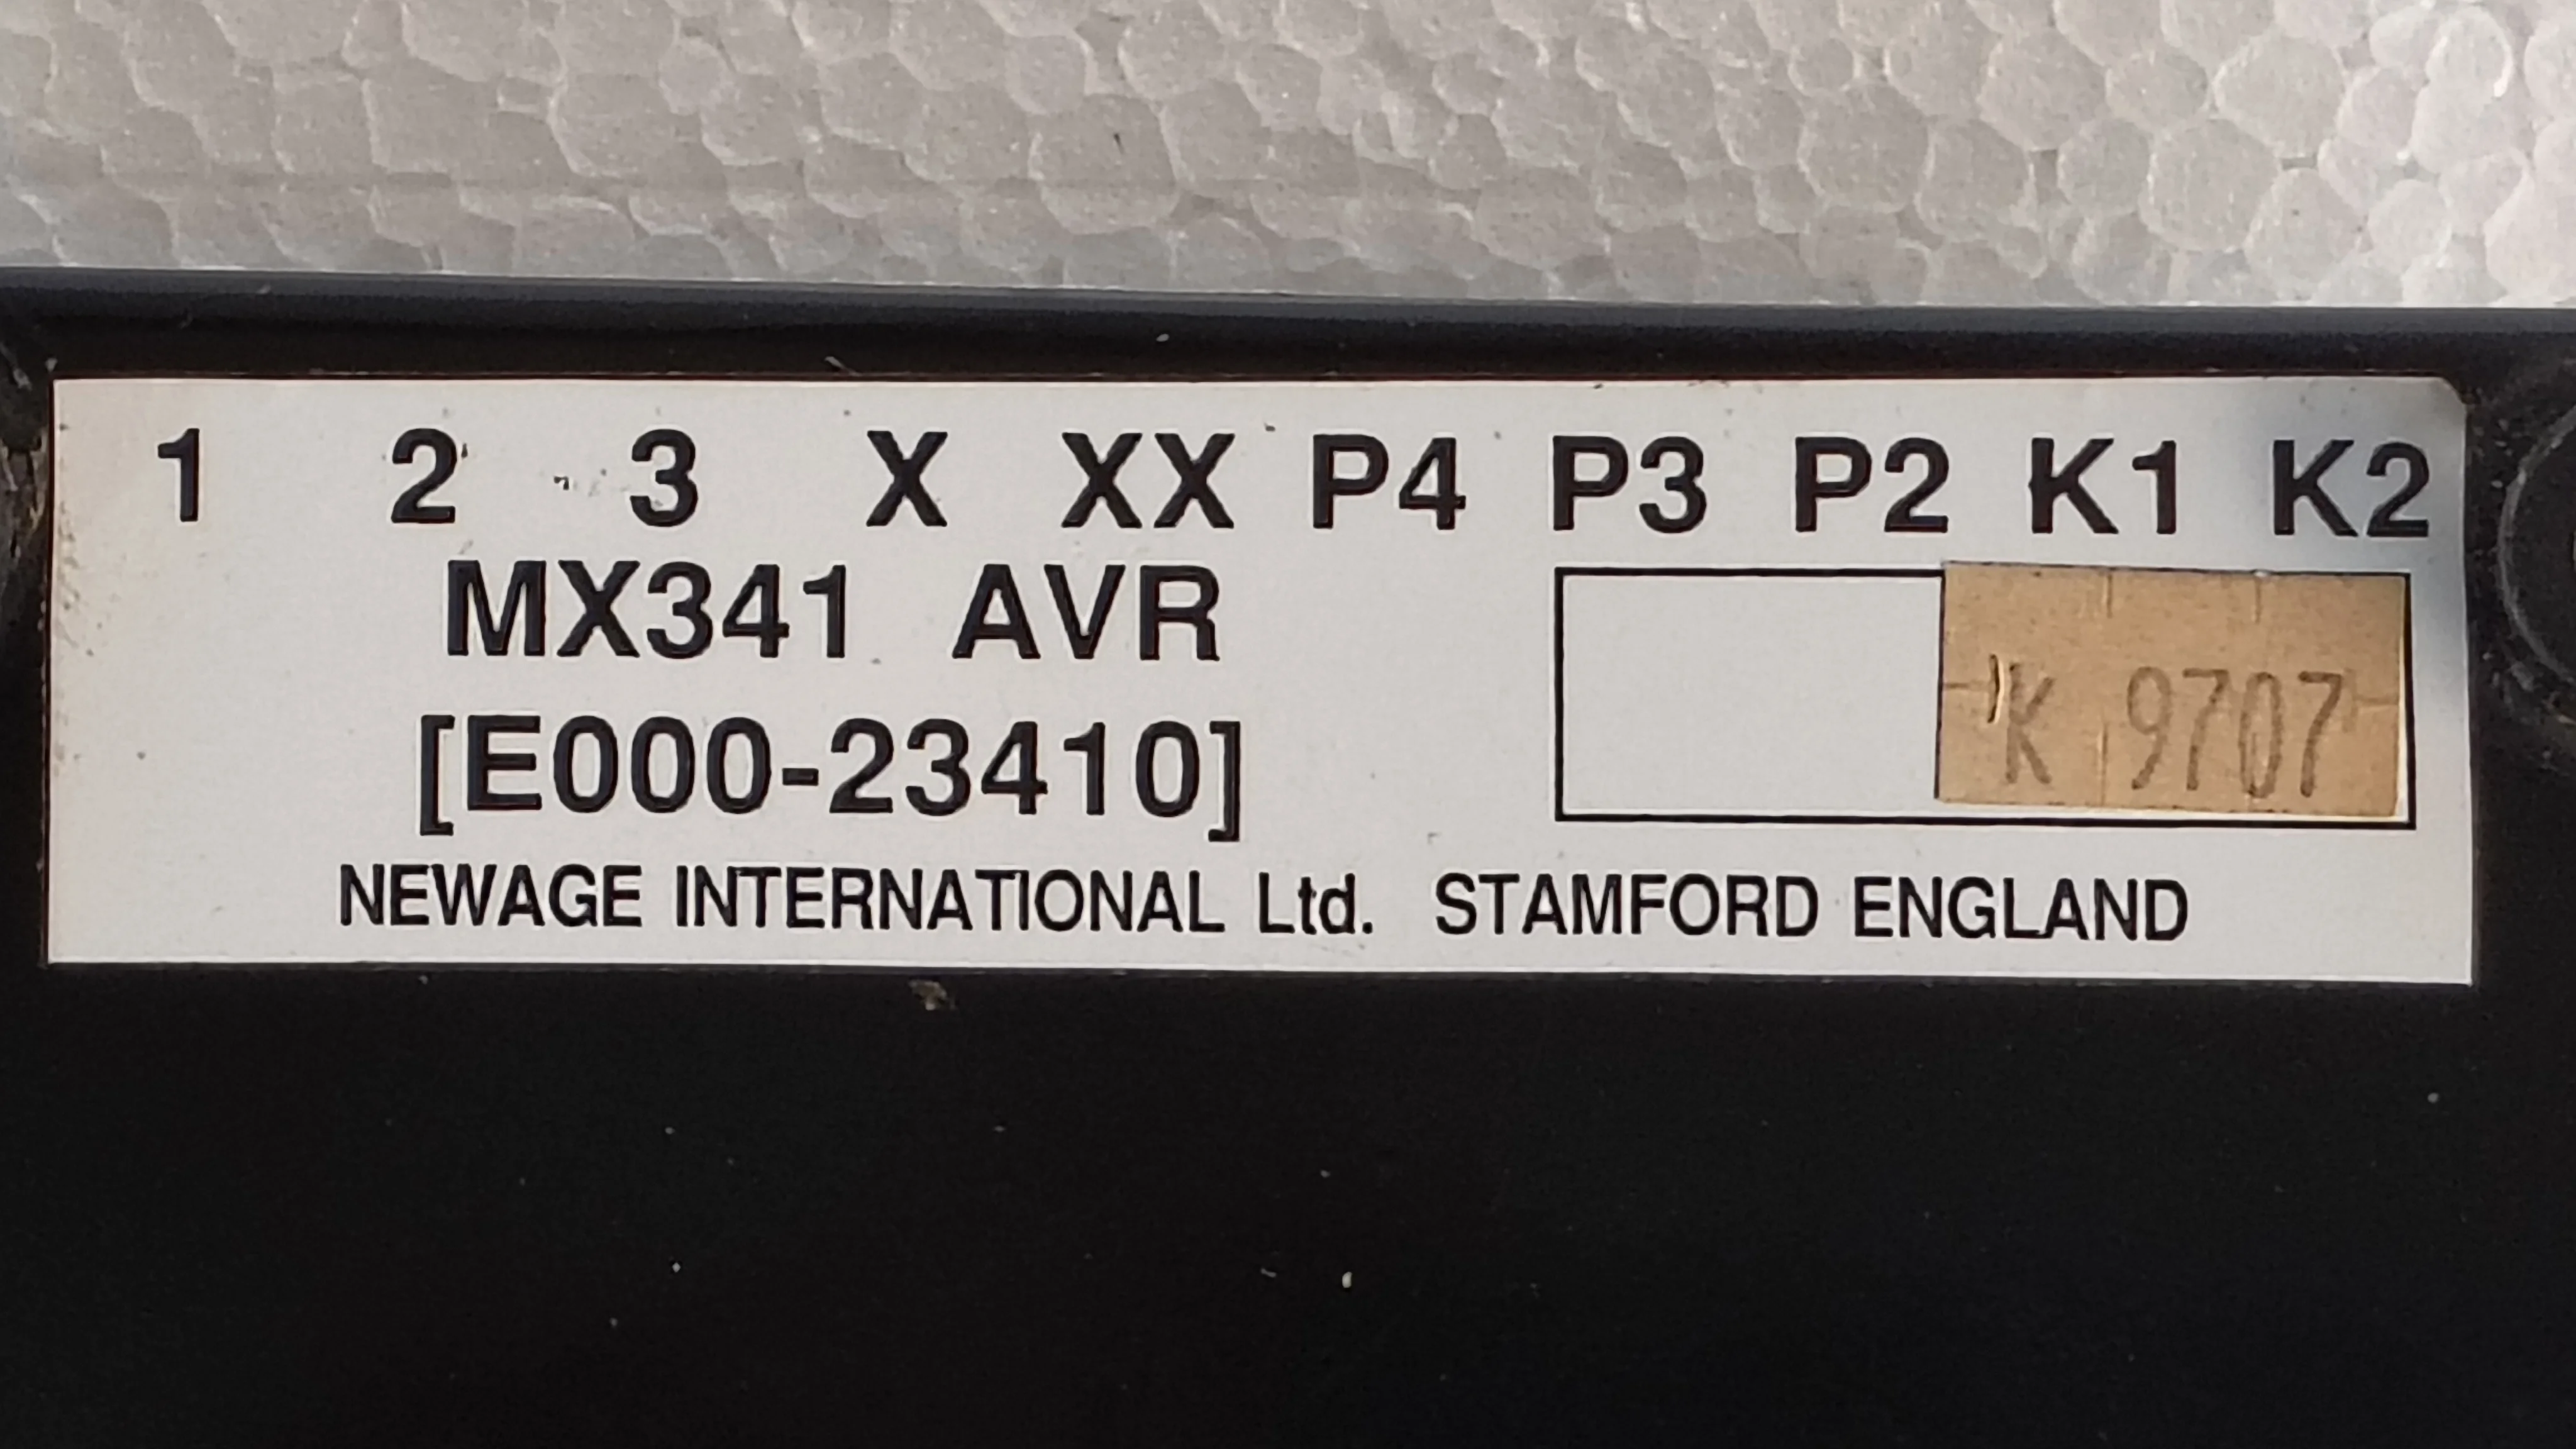 1 2 3 X XX P4 P3 P2 K1 K2
MX341 AVR
[E000-23410]
K 9707
NEWAGE INTERNATIONAL Ltd. STAMFORD ENGLAND